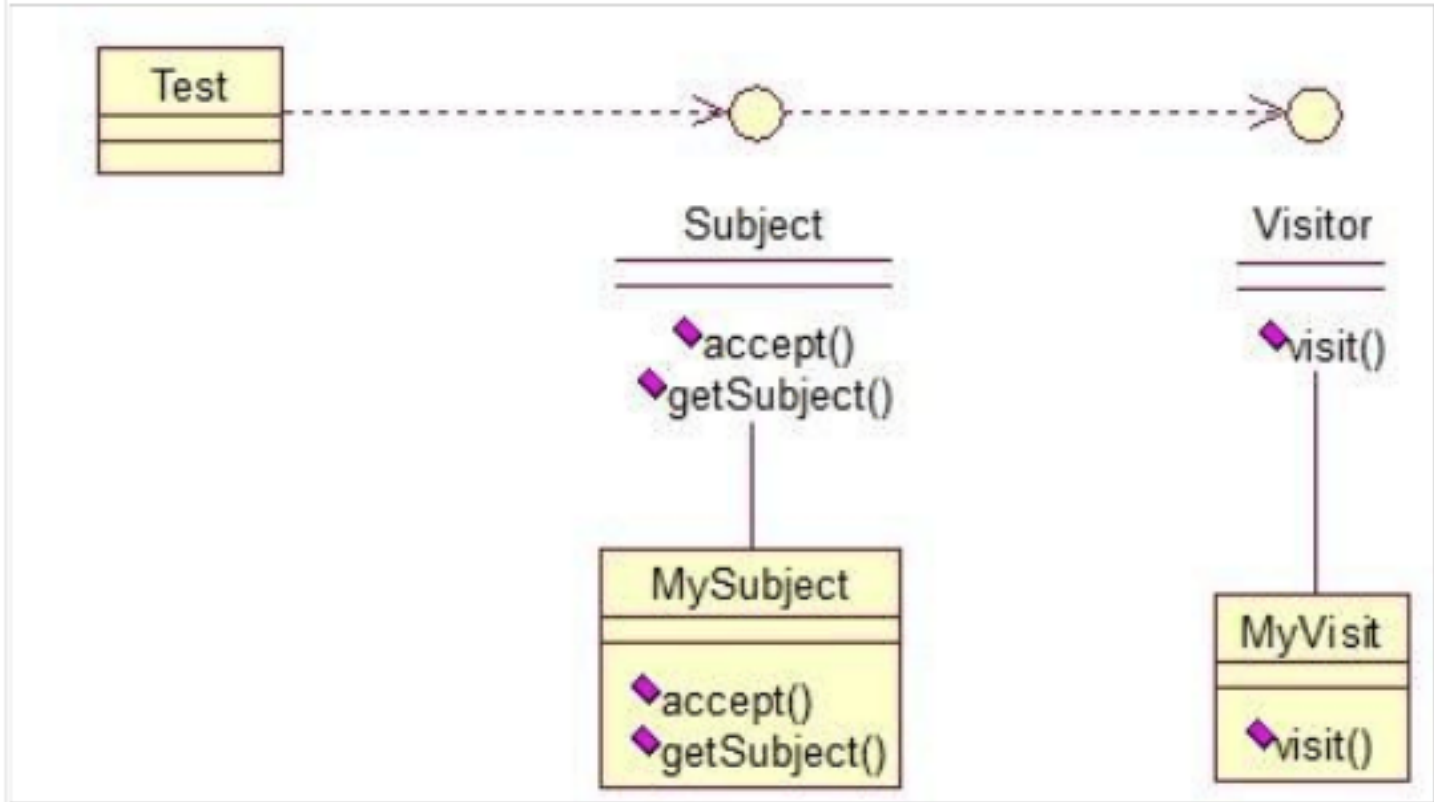 Test
Subject
accept()
getSubject()
Visitor
visit()
MySubject
accept()
getSubject()
MyVisit
visit()